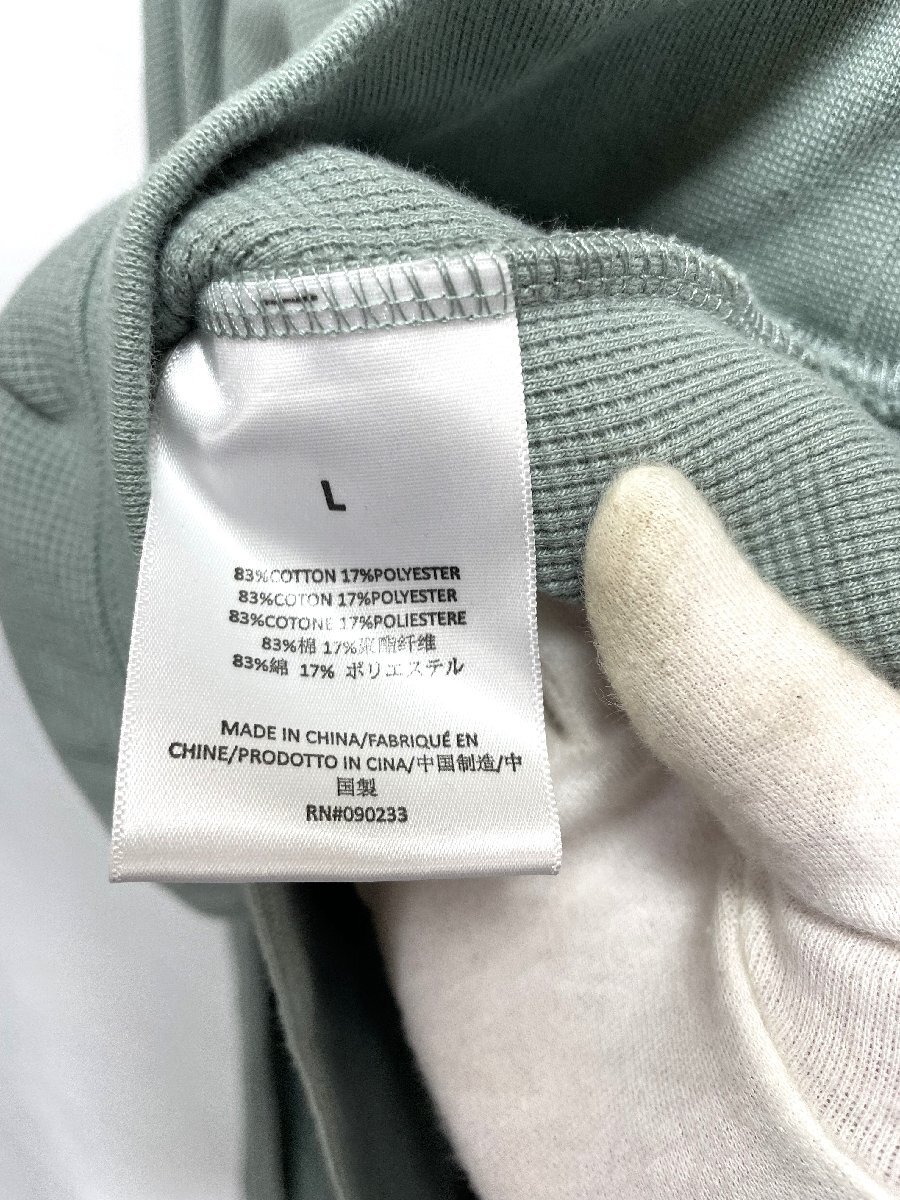 L
83%COTTON 17%POLYESTER
83%COTON 17%POLYESTER
83%COTONE 17%POLIESTERE
83%棉 17%聚酯纤维
83%綿 17% ポリエステル
MADE IN CHINA/FABRIQUÉ EN
CHINE/PRODOTTO IN CINA/中国制造/中
国製
RN#090233